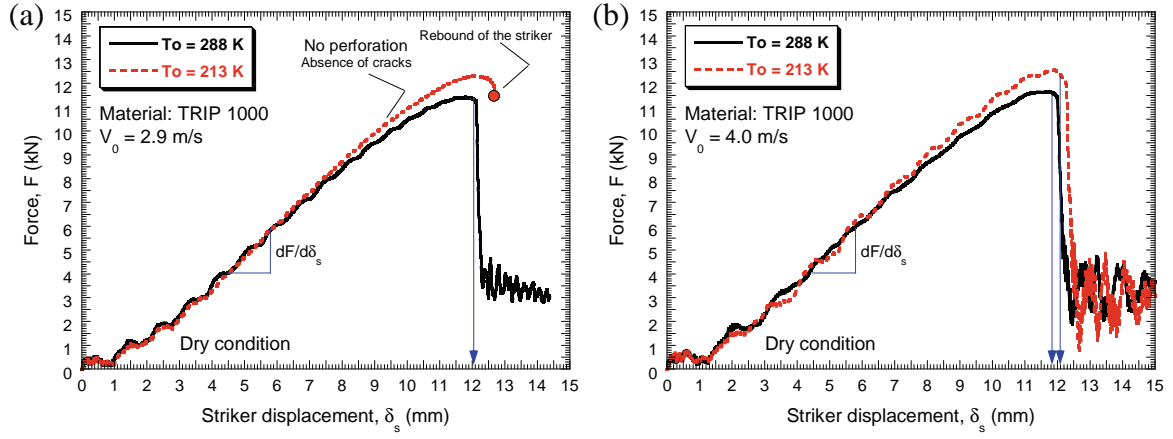 (a)
15
14
13
12
11
10
9
8
7
6
5
4
3
2
1
0
Force, F (kN)
To = 288 K
To = 213 K
Material: TRIP 1000
V₀ = 2.9 m/s
No perforation
Absence of cracks
Rebound of the striker
dF/dδₛ
Dry condition
0 1 2 3 4 5 6 7 8 9 10 11 12 13 14 15
Striker displacement, δₛ (mm)
(b)
15
14
13
12
11
10
9
8
7
6
5
4
3
2
1
0
Force, F (kN)
To = 288 K
To = 213 K
Material: TRIP 1000
V₀ = 4.0 m/s
dF/dδₛ
Dry condition
0 1 2 3 4 5 6 7 8 9 10 11 12 13 14 15
Striker displacement, δₛ (mm)